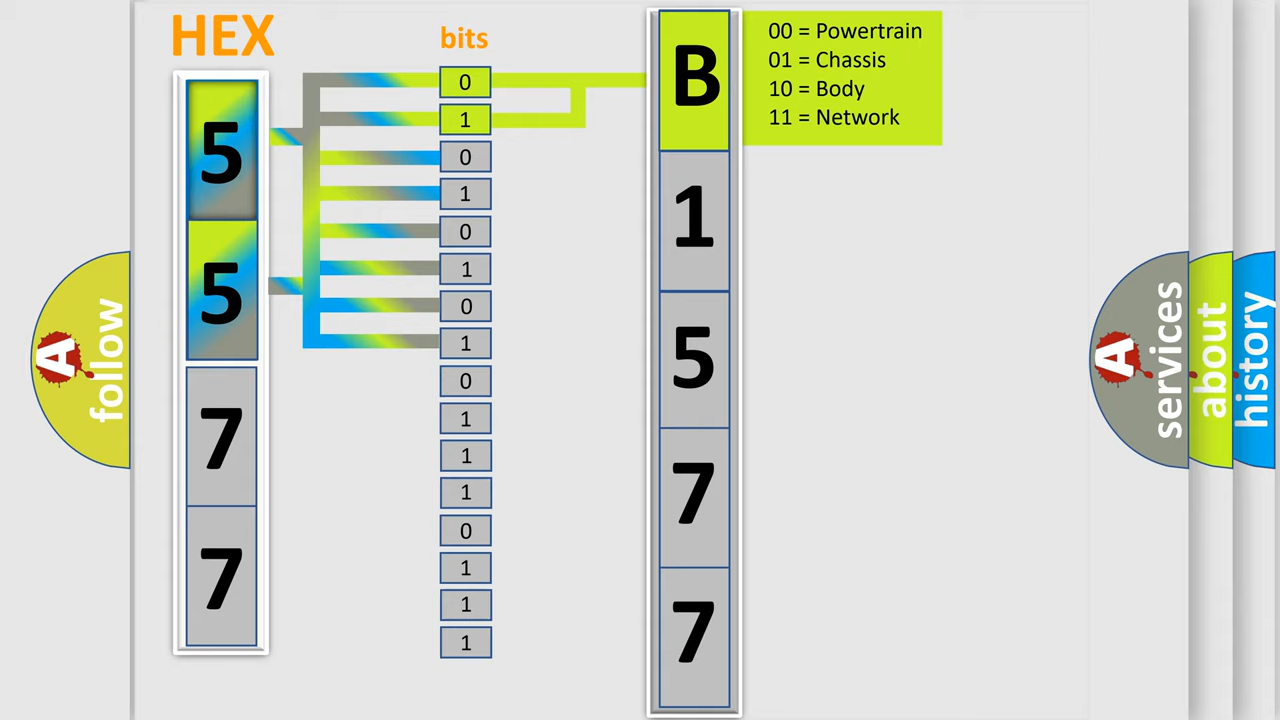 HEX
5
5
7
7
bits
0
1
0
1
0
1
0
1
0
1
1
1
0
1
1
1
B
1
5
7
7
00 = Powertrain
01 = Chassis
10 = Body
11 = Network
A
follow
A
services
about
history